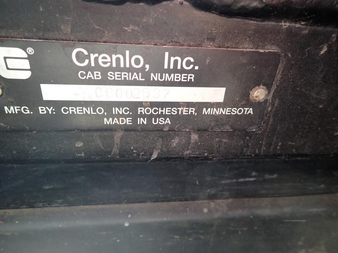 Crenlo, Inc.
CAB SERIAL NUMBER
MFG. BY: CRENLO, INC. ROCHESTER, MINNESOTA
MADE IN USA